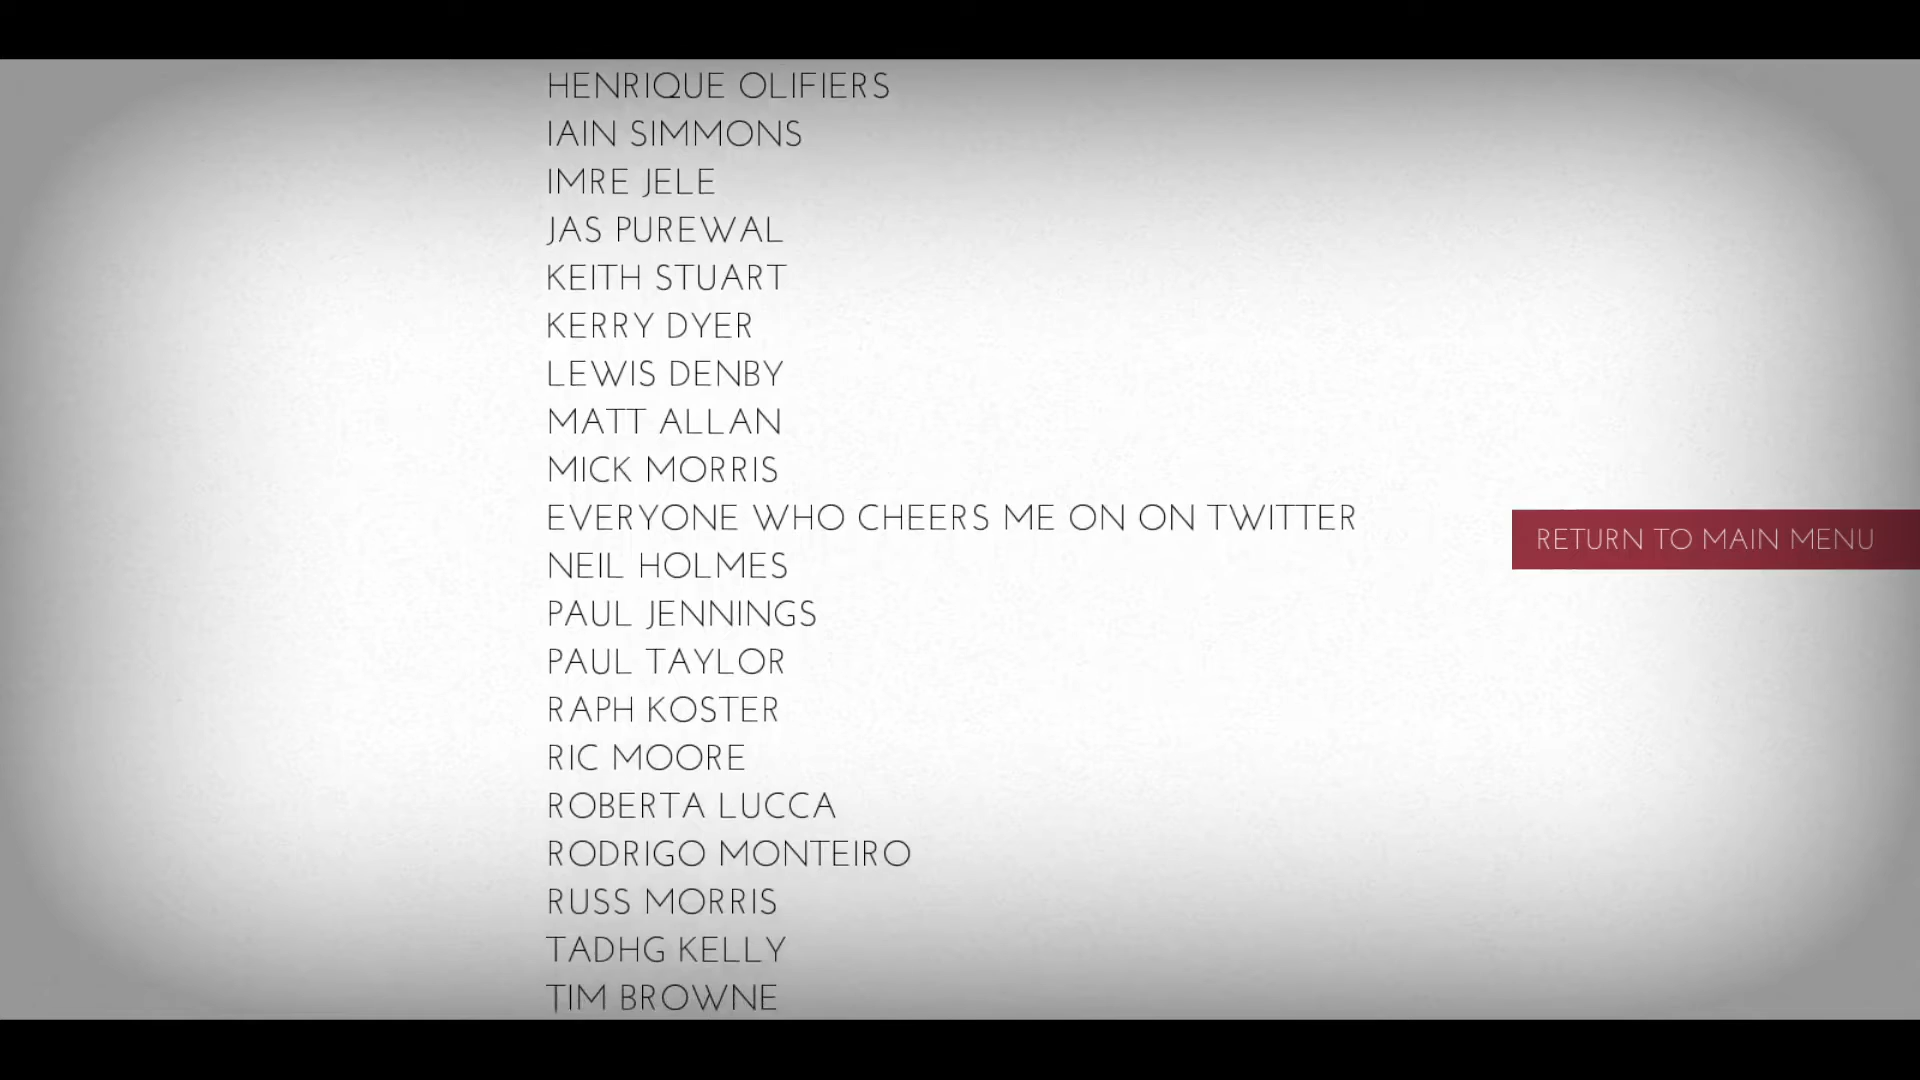 HENRIQUE OLIFIERS
IAIN SIMMONS
IMRE JELE
JAS PUREWAL
KEITH STUART
KERRY DYER
LEWIS DENBY
MATT ALLAN
MICK MORRIS
EVERYONE WHO CHEERS ME ON ON TWITTER
RETURN TO MAIN MENU
NEIL HOLMES
PAUL JENNINGS
PAUL TAYLOR
RAPH KOSTER
RIC MOORE
ROBERTA LUCCA
RODRIGO MONTEIRO
RUSS MORRIS
TADHG KELLY
TIM BROWNE